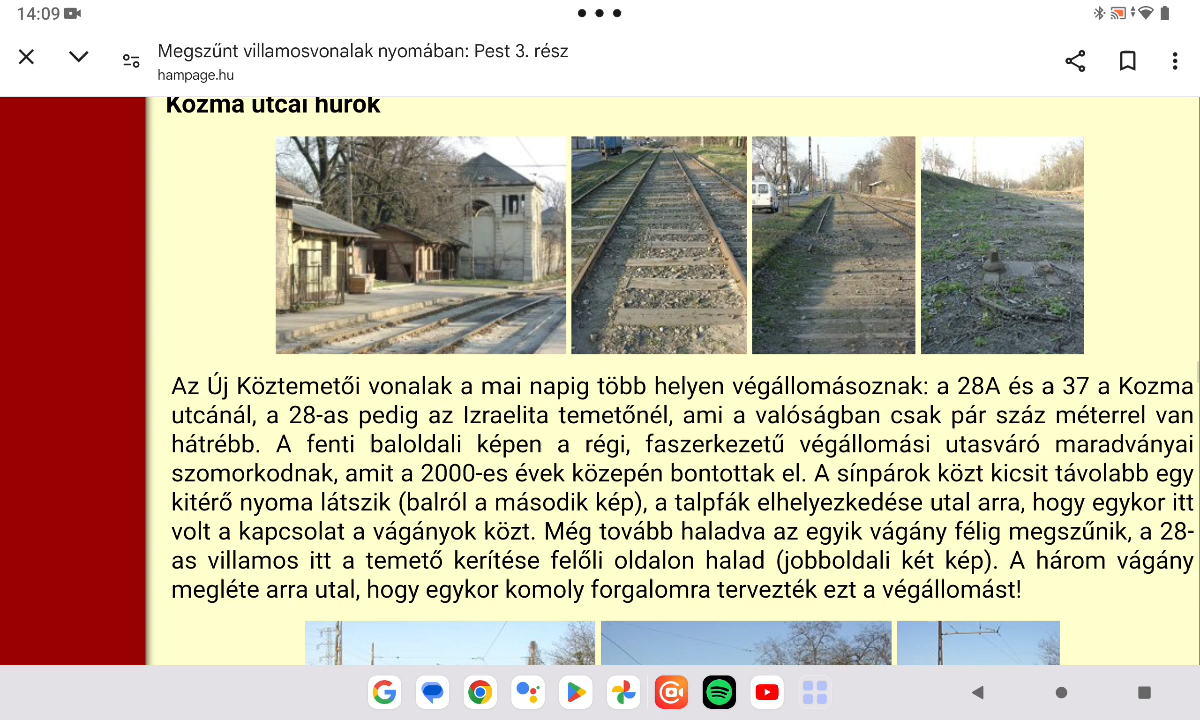 14:09
Megszűnt villamosvonalak nyomában: Pest 3. rész
hampage.hu
Kozma utcai hurok
Az Új Köztemetői vonalak a mai napig több helyen végállomásoznak: a 28A és a 37 a Kozma
utcánál, a 28-as pedig az Izraelita temetőnél, ami a valóságban csak pár száz méterrel van
hátrébb. A fenti baloldali képen a régi, faszerkezetű végállomási utasváró maradványai
szomorkodnak, amit a 2000-es évek közepén bontottak el. A sínpárok közt kicsit távolabb egy
kitérő nyoma látszik (balról a második kép), a talpfák elhelyezkedése utal arra, hogy egykor itt
volt a kapcsolat a vágányok közt. Még tovább haladva az egyik vágány félig megszűnik, a 28-
as villamos itt a temető kerítése felőli oldalon halad (jobboldali két kép). A három vágány
megléte arra utal, hogy egykor komoly forgalomra tervezték ezt a végállomást!